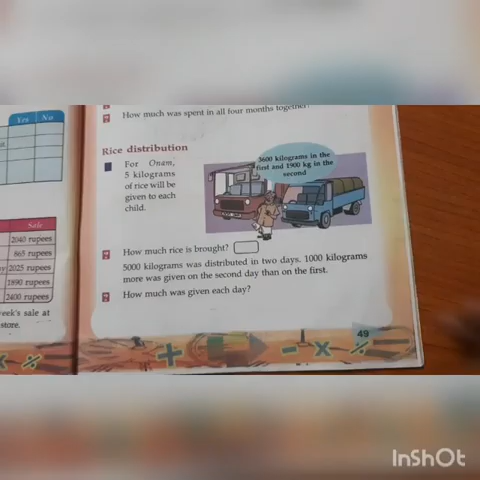 Yes No
Sale
2040 rupees
865 rupees
2025 rupees
1890 rupees
2400 rupees
eek's sale at
store.
How much was spent in all four months together?
Rice distribution
For Onam,
5 kilograms
of rice will be
given to each
child.
3600 kilograms in the
first and 1900 kg in the
second
How much rice is brought?
5000 kilograms was distributed in two days. 1000 kilograms
more was given on the second day than on the first.
How much was given each day?
49
InShOt